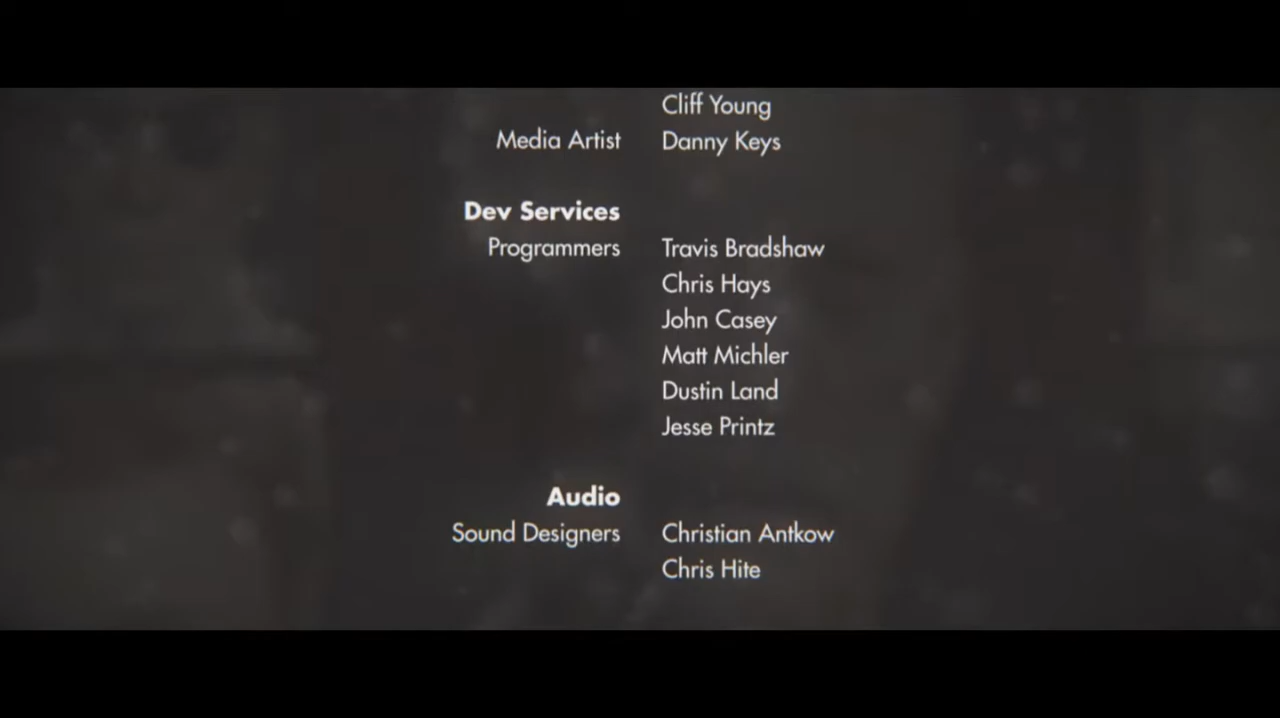 Cliff Young
Media Artist Danny Keys
Dev Services
Programmers Travis Bradshaw
Chris Hays
John Casey
Matt Michler
Dustin Land
Jesse Printz
Audio
Sound Designers Christian Antkow
Chris Hite